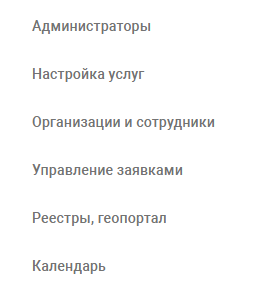 Администраторы
Настройка услуг
Организации и сотрудники
Управление заявками
Реестры, геопортал
Календарь